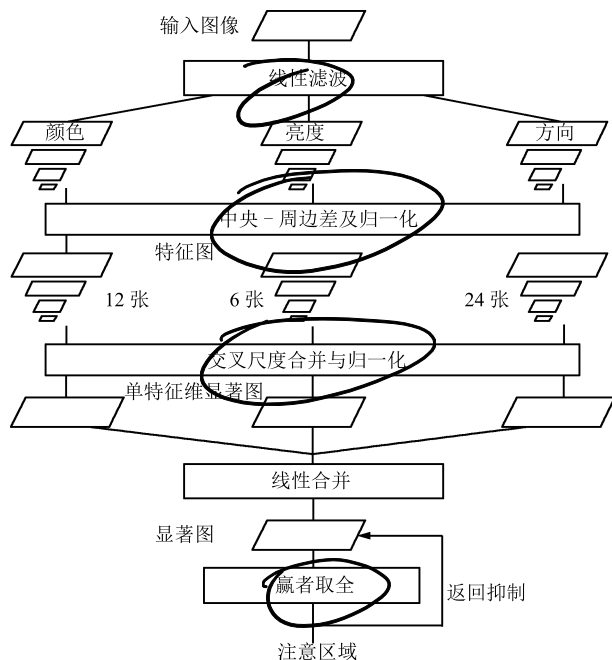 输入图像
线性滤波
颜色 亮度 方向
中央-周边差及归一化
特征图
12 张 6 张 24 张
交叉尺度合并与归一化
单特征维显著图
线性合并
显著图
赢者取全
返回抑制
注意区域